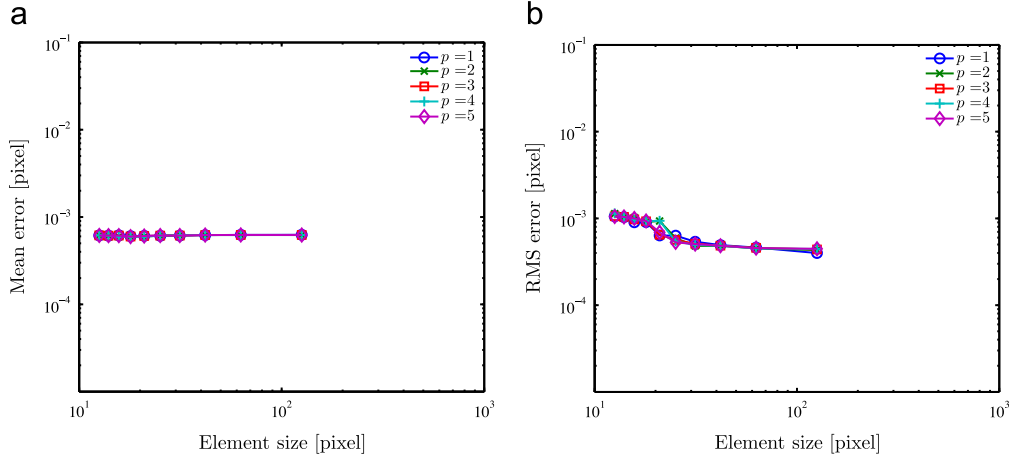 a
10^-1
10^-2
10^-3
10^-4
Mean error [pixel]
10^1
10^2
10^3
Element size [pixel]
p =1
p =2
p =3
p =4
p =5
b
10^-1
10^-2
10^-3
10^-4
RMS error [pixel]
10^1
10^2
10^3
Element size [pixel]
p =1
p =2
p =3
p =4
p =5